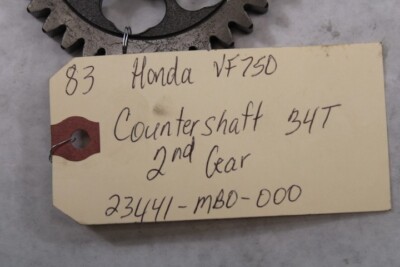 83 Honda VF750
Countershaft 34T
2nd Gear
23441-MB0-000